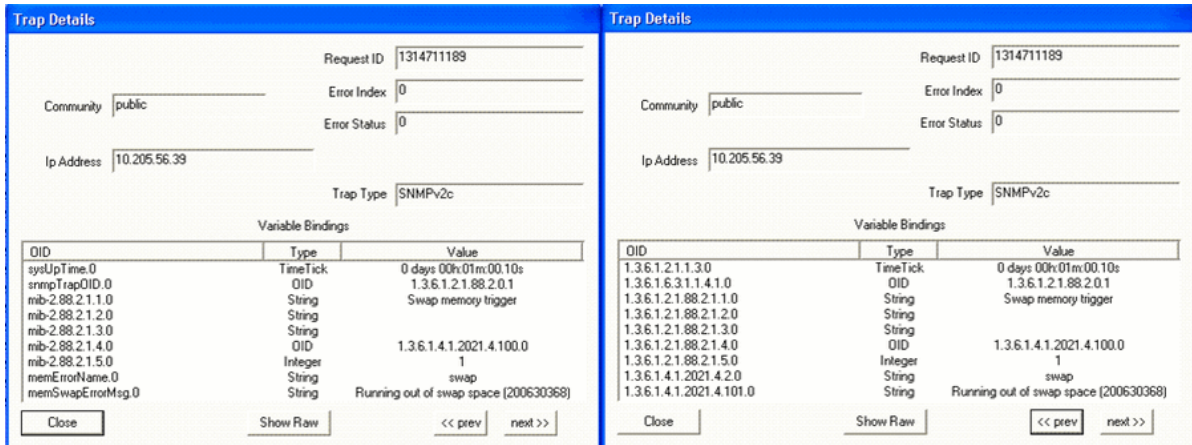 Trap Details
Request ID 1314711189
Error Index 0
Community public
Error Status 0
Ip Address 10.205.56.39
Trap Type SNMPv2c
Variable Bindings
OID Type Value
sysUpTime.0 TimeTick 0 days 00h:01m:00.10s
snmpTrapOID.0 OID 1.3.6.1.2.1.88.2.0.1
mib-2.88.2.1.1.0 String Swap memory trigger
mib-2.88.2.1.2.0 String
mib-2.88.2.1.3.0 String
mib-2.88.2.1.4.0 OID 1.3.6.1.4.1.2021.4.100.0
mib-2.88.2.1.5.0 Integer 1
memErrorName.0 String swap
memSwapErrorMsg.0 String Running out of swap space (200630368)
Close Show Raw << prev next >>
Trap Details
Request ID 1314711189
Error Index 0
Community public
Error Status 0
Ip Address 10.205.56.39
Trap Type SNMPv2c
Variable Bindings
OID Type Value
1.3.6.1.2.1.1.3.0 TimeTick 0 days 00h:01m:00.10s
1.3.6.1.6.3.1.1.4.1.0 OID 1.3.6.1.2.1.88.2.0.1
1.3.6.1.2.1.88.2.1.1.0 String Swap memory trigger
1.3.6.1.2.1.88.2.1.2.0 String
1.3.6.1.2.1.88.2.1.3.0 String
1.3.6.1.2.1.88.2.1.4.0 OID 1.3.6.1.4.1.2021.4.100.0
1.3.6.1.2.1.88.2.1.5.0 Integer 1
1.3.6.1.4.1.2021.4.2.0 String swap
1.3.6.1.4.1.2021.4.101.0 String Running out of swap space (200630368)
Close Show Raw << prev next >>